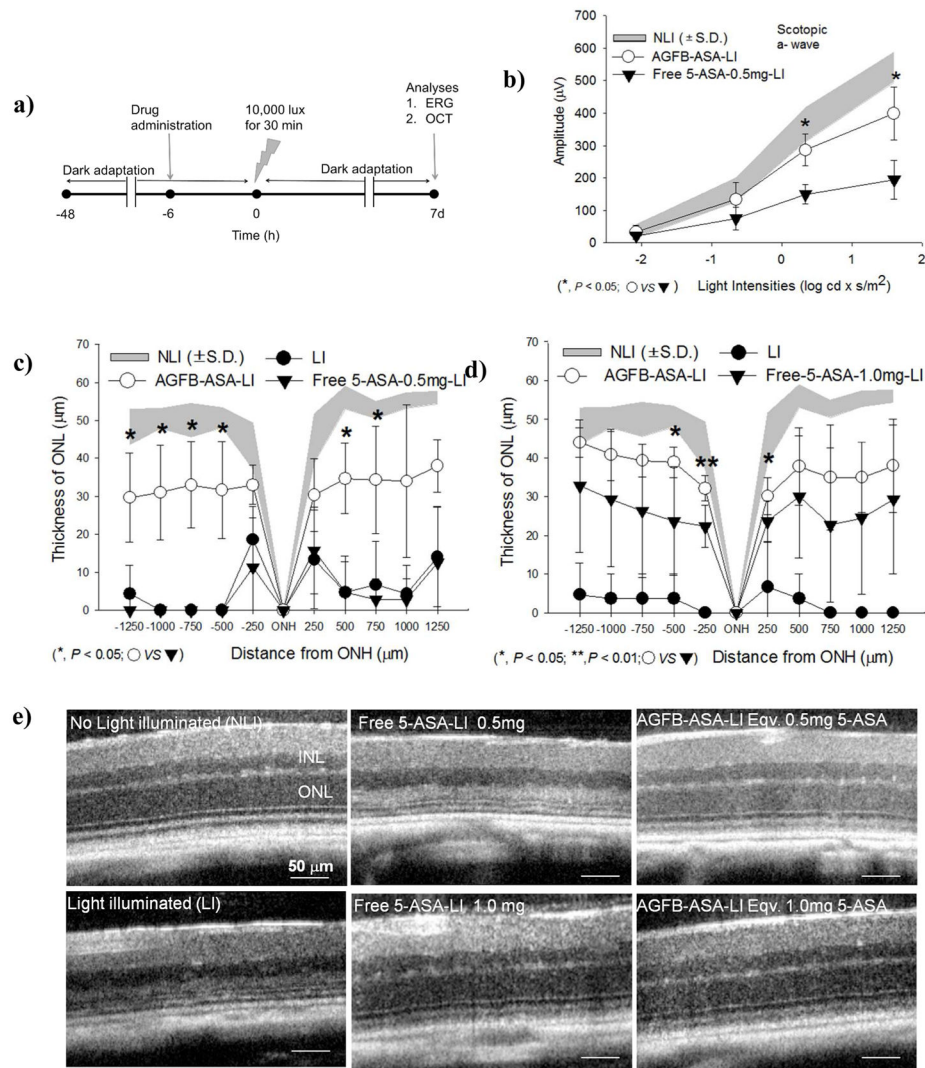 a)
Drug
administration
10,000 lux
for 30 min
Analyses
1. ERG
2. OCT
Dark adaptation
Dark adaptation
-48
-6
0
7d
Time (h)
b)
NLI (±S.D.)
AGFB-ASA-LI
Free 5-ASA-0.5mg-LI
Scotopic
a- wave
Amplitude (μV)
700
600
500
400
300
200
100
0
*
*
-2
-1
0
1
2
(*, P < 0.05; ○ VS ▼)
Light Intensities (log cd x s/m²)
c)
NLI (±S.D.)
LI
AGFB-ASA-LI
Free 5-ASA-0.5mg-LI
Thickness of ONL (μm)
70
60
50
40
30
20
10
0
* * * * * *
-1250 -1000 -750 -500 -250 ONH 250 500 750 1000 1250
(*, P < 0.05; ○ VS ▼)
Distance from ONH (μm)
d)
NLI (±S.D.)
LI
AGFB-ASA-LI
Free-5-ASA-1.0mg-LI
Thickness of ONL (μm)
70
60
50
40
30
20
10
0
* ** *
-1250 -1000 -750 -500 -250 ONH 250 500 750 1000 1250
(*, P < 0.05; **,P < 0.01; ○ VS ▼)
Distance from ONH (μm)
e)
No Light illuminated (NLI)
INL
ONL
50 μm
Free 5-ASA-LI 0.5mg
AGFB-ASA-LI Eqv. 0.5mg 5-ASA
Light illuminated (LI)
Free 5-ASA-LI 1.0 mg
AGFB-ASA-LI Eqv. 1.0mg 5-ASA